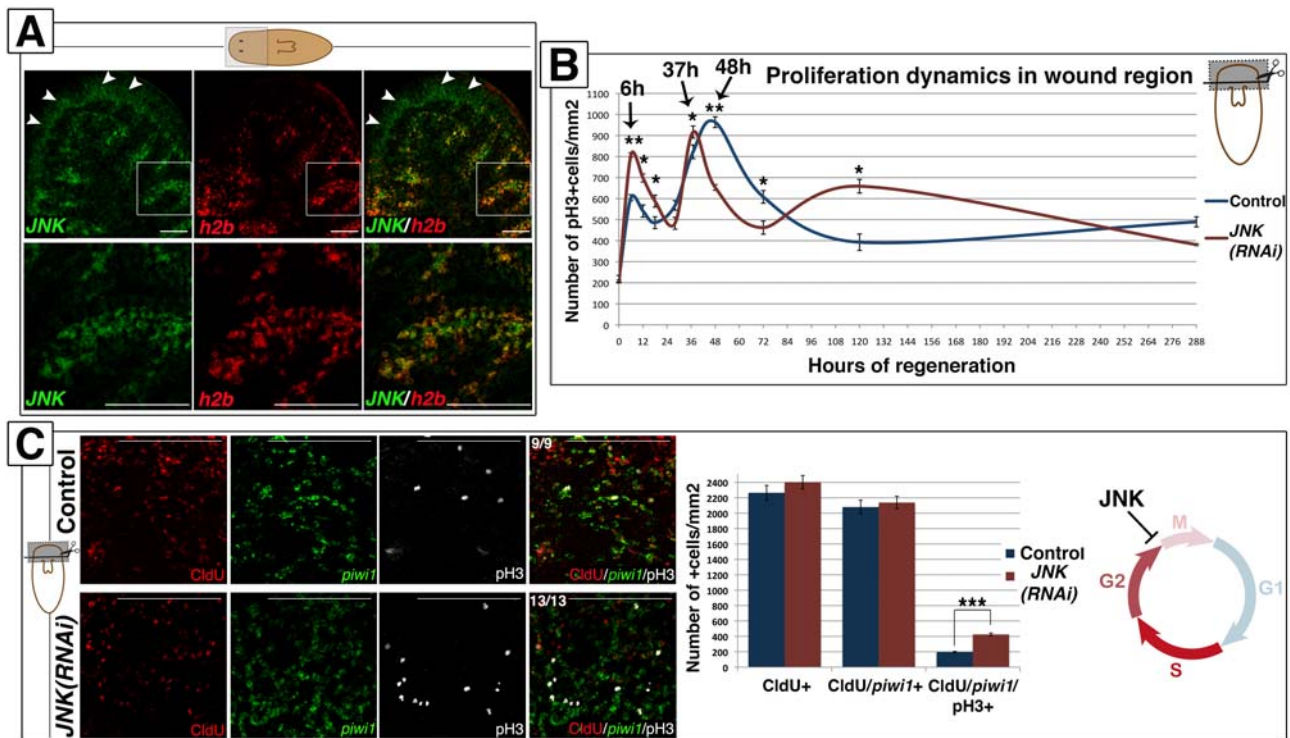 A
JNK
h2b
JNK/h2b
JNK
h2b
JNK/h2b
B
Proliferation dynamics in wound region
6h
37h
48h
**
*
*
*
**
*
*
Number of pH3+cells/mm2
1100
1000
900
800
700
600
500
400
300
200
100
0
0 12 24 36 48 60 72 84 96 108 120 132 144 156 168 180 192 204 216 228 240 252 264 276 288
Hours of regeneration
Control
JNK
(RNAi)
C
Control
CldU
piwi1
pH3
9/9
CldU/piwi1/pH3
JNK(RNAi)
CldU
piwi1
pH3
13/13
CldU/piwi1/pH3
Number of +cells/mm2
2400
2200
2000
1800
1600
1400
1200
1000
800
600
400
200
0
***
CldU+ CldU/piwi1+ CldU/piwi1/
pH3+
Control
JNK
(RNAi)
JNK
M
G2
G1
S